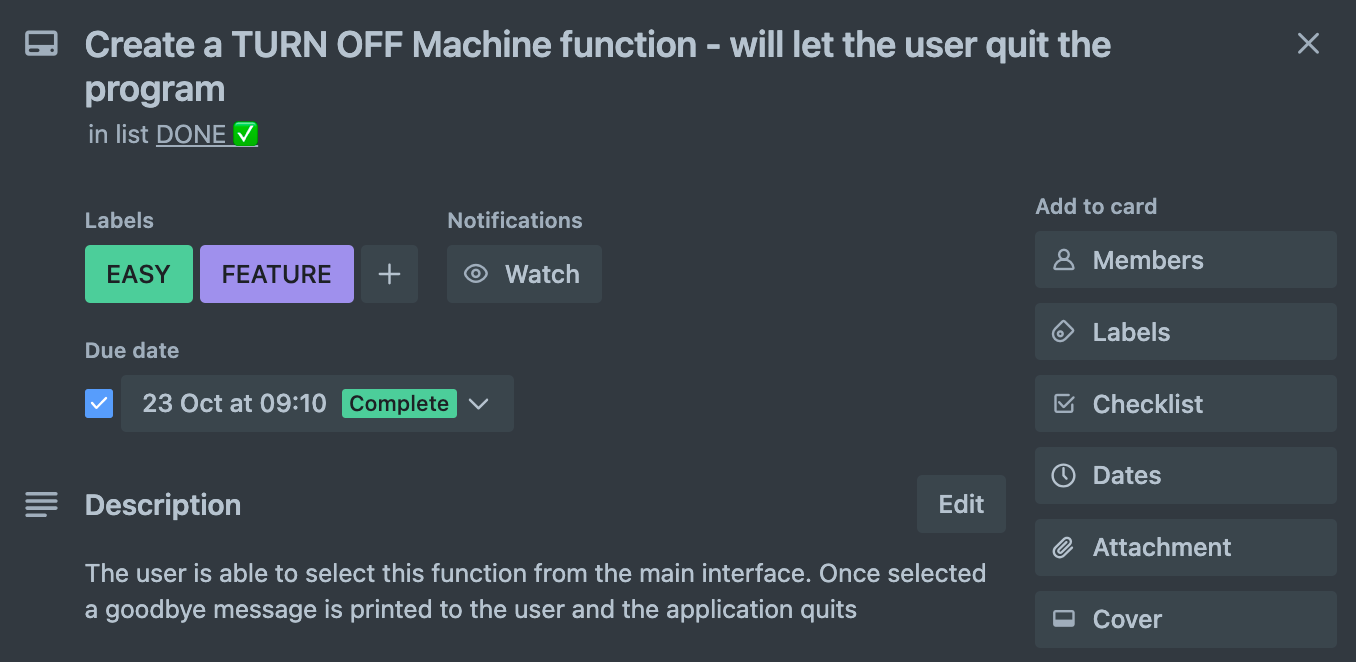 Create a TURN OFF Machine function - will let the user quit the
program
in list DONE ✅
Labels
EASY
FEATURE
Notifications
Watch
Due date
23 Oct at 09:10
Complete
Description
Edit
The user is able to select this function from the main interface. Once selected
a goodbye message is printed to the user and the application quits
Add to card
Members
Labels
Checklist
Dates
Attachment
Cover